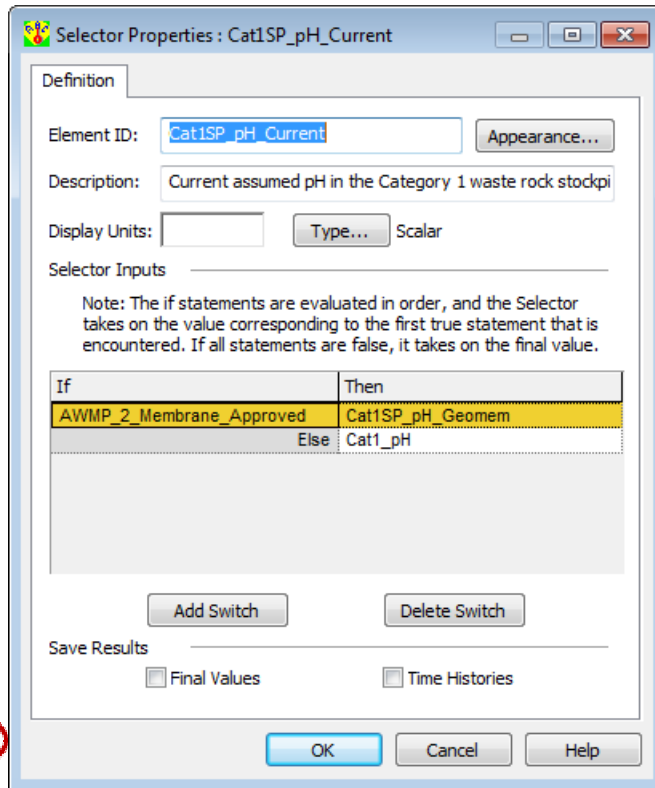 Selector Properties : Cat1SP_pH_Current
Definition
Element ID: Cat1SP_pH_Current Appearance...
Description: Current assumed pH in the Category 1 waste rock stockpi
Display Units: Type... Scalar
Selector Inputs
Note: The if statements are evaluated in order, and the Selector
takes on the value corresponding to the first true statement that is
encountered. If all statements are false, it takes on the final value.
If Then
AWMP_2_Membrane_Approved Cat1SP_pH_Geomem
Else Cat1_pH
Add Switch Delete Switch
Save Results
Final Values Time Histories
OK Cancel Help